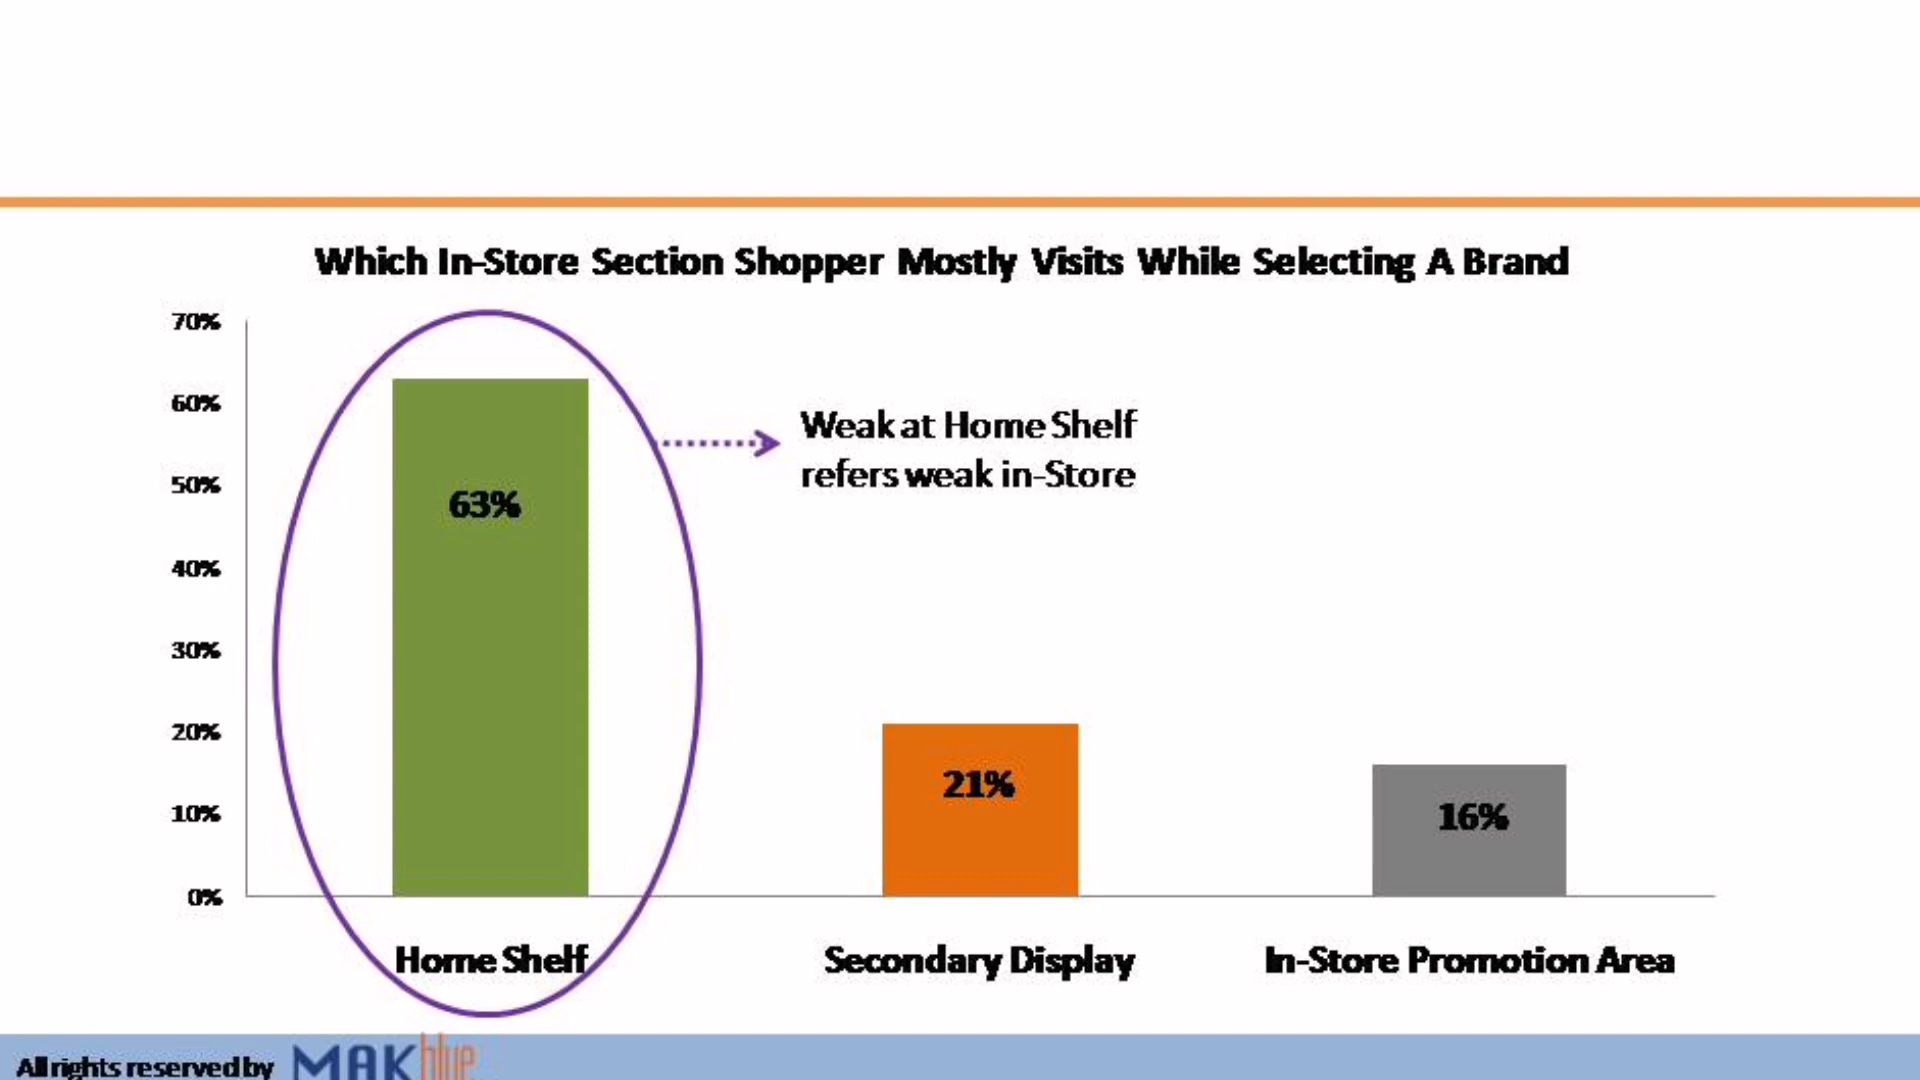 Which In-Store Section Shopper Mostly Visits While Selecting A Brand
70%
60%
50%
40%
30%
20%
10%
0%
63%
Weak at Home Shelf
refers weak in-Store
21%
16%
Home Shelf
Secondary Display
In-Store Promotion Area
All rights reserved by MAKblue